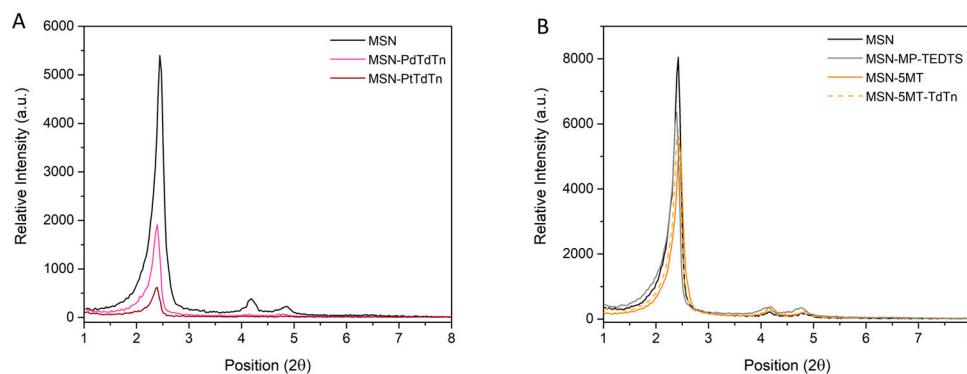 A
6000
5000
4000
3000
2000
1000
0
Relative Intensity (a.u.)
MSN
MSN-PdTdTn
MSN-PtTdTn
1 2 3 4 5 6 7 8
Position (2θ)
B
8000
6000
4000
2000
0
Relative Intensity (a.u.)
MSN
MSN-MP-TEDTS
MSN-5MT
MSN-5MT-TdTn
1 2 3 4 5 6 7 8
Position (2θ)